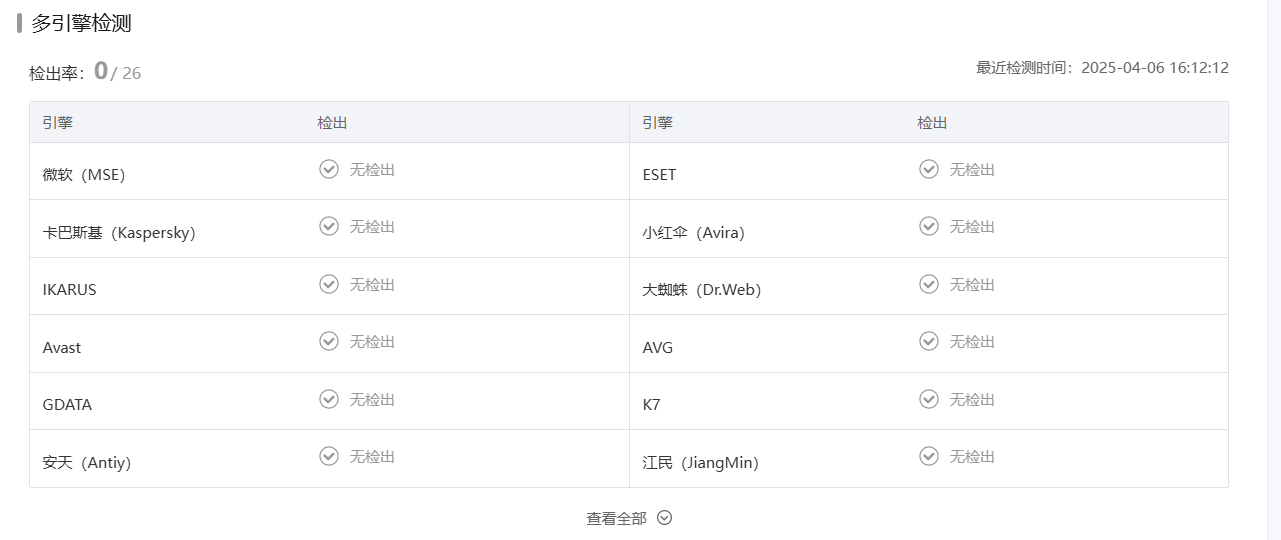 多引擎检测
检出率：0 / 26
最近检测时间：2025-04-06 16:12:12
引擎 检出 引擎 检出
微软（MSE） 无检出 ESET 无检出
卡巴斯基（Kaspersky） 无检出 小红伞（Avira） 无检出
IKARUS 无检出 大蜘蛛（Dr.Web） 无检出
Avast 无检出 AVG 无检出
GDATA 无检出 K7 无检出
安天（Antiy） 无检出 江民（JiangMin） 无检出
查看全部